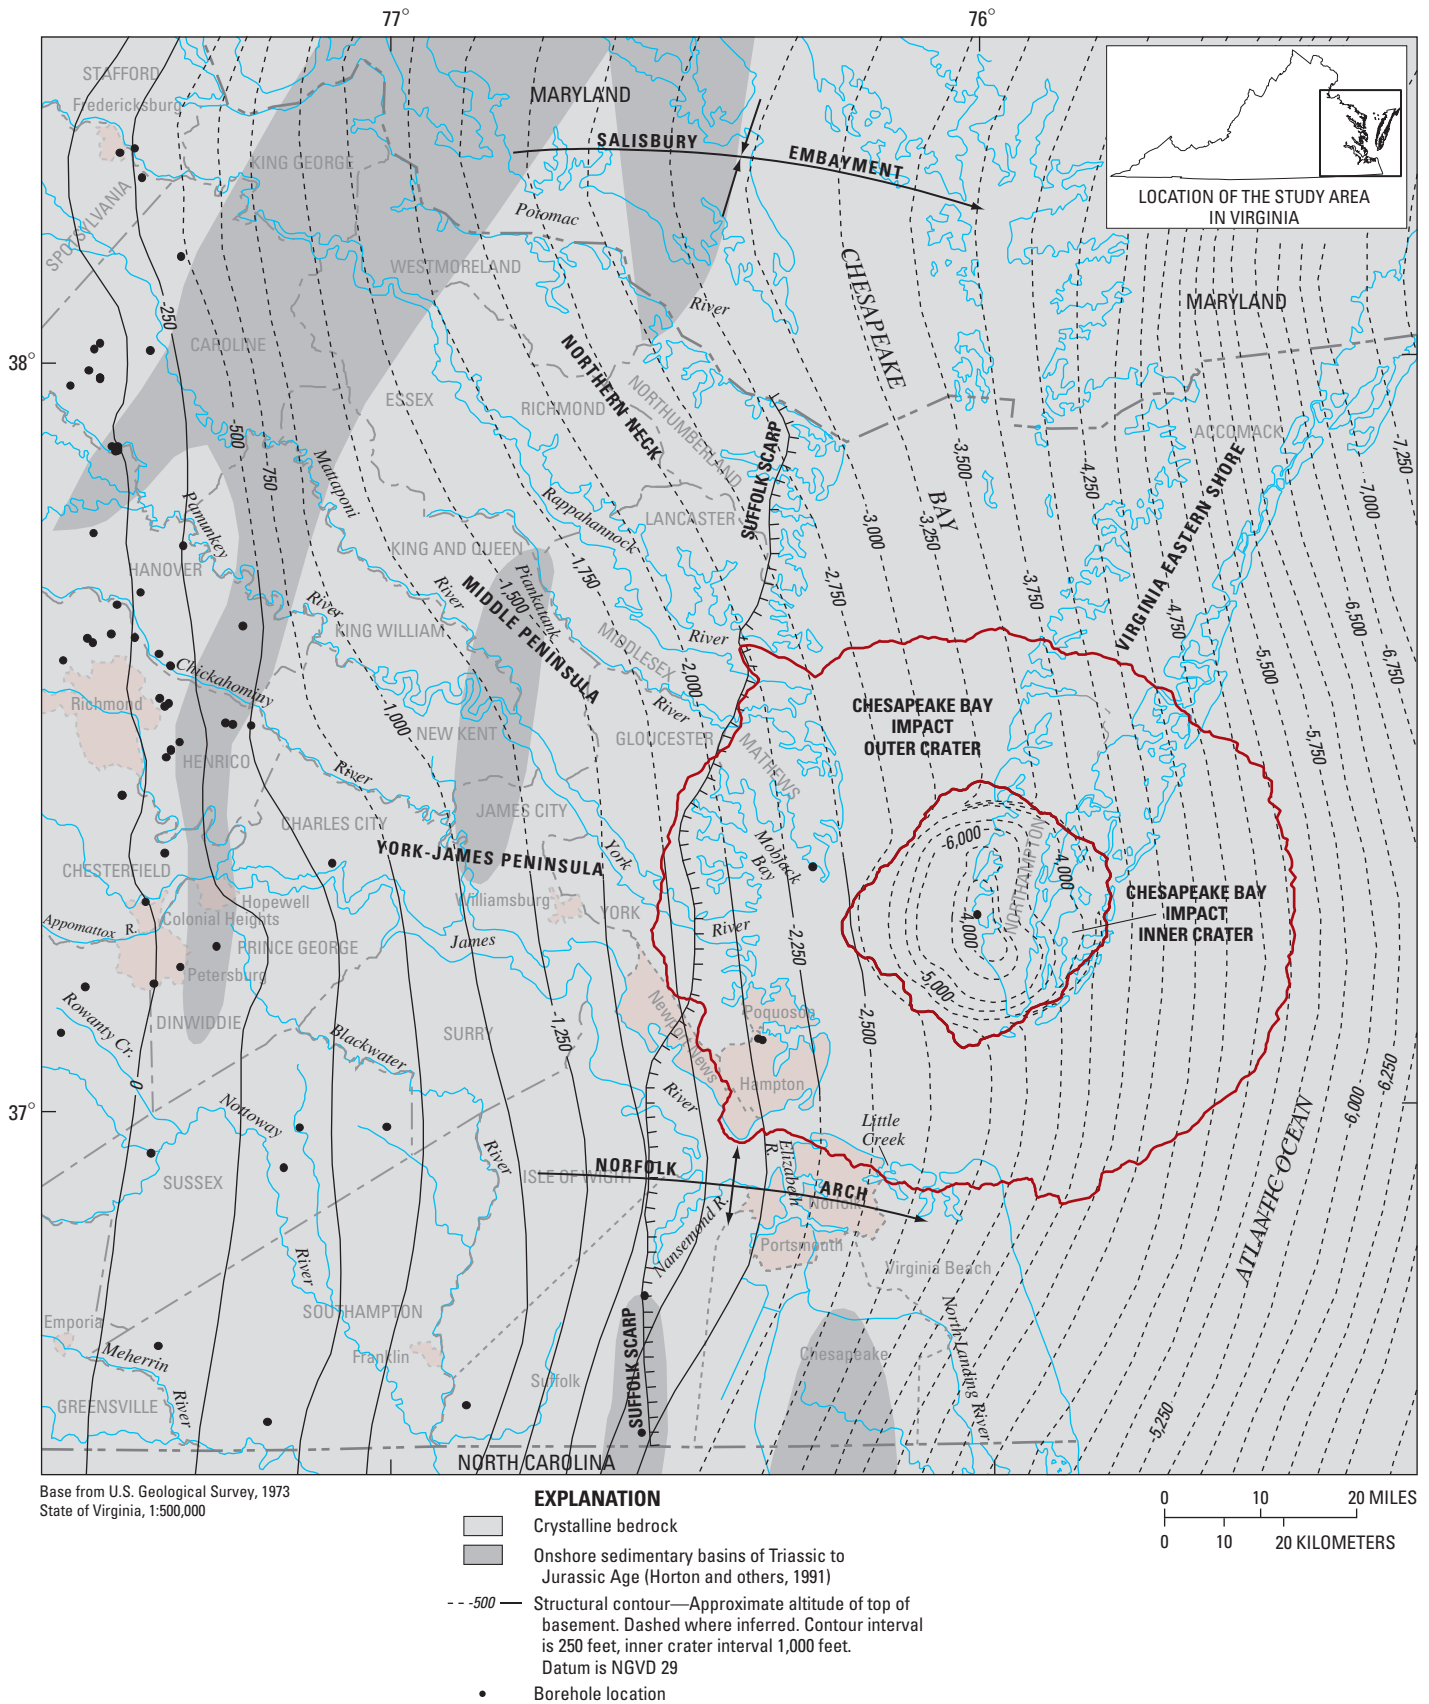 77°
76°
STAFFORD
Fredericksburg
MARYLAND
SALISBURY
EMBAYMENT
KING GEORGE
LOCATION OF THE STUDY AREA
IN VIRGINIA
SPOTSYLVANIA
Potomac
River
WESTMORELAND
CHESAPEAKE
BAY
MARYLAND
250
CAROLINE
38°
NORTHERN NECK
ESSEX
RICHMOND
NORTHUMBERLAND
ACCOMACK
-500
-750
Mattaponi
River
SUFFOLK SCARP
-3,500
-4,250
7,250
7,000
VIRGINIA EASTERN SHORE
Pamunkey
River
Rappahannock
River
LANCASTER
-3,000
-3,250
HANOVER
KING AND QUEEN
1,750
-2,750
-3,750
Piankatank
River
-1,500
MIDDLE PENINSULA
KING WILLIAM
MIDDLESEX
4,750
-6,500
-5,500
-6,750
Chickahominy
River
-2,000
Richmond
-1,000
NEW KENT
GLOUCESTER
MATHEWS
CHESAPEAKE BAY
IMPACT
OUTER CRATER
-5,750
HENRICO
JAMES CITY
CHARLES CITY
YORK-JAMES PENINSULA
York
River
Mobjack
Bay
-6,000
NORTHAMPTON
-4,000
CHESTERFIELD
CHESAPEAKE BAY
IMPACT
INNER CRATER
Hopewell
Colonial Heights
Williamsburg
YORK
Appomattox R.
PRINCE GEORGE
James
River
4,000
-2,250
Petersburg
-5,000
Rowanty Cr.
DINWIDDIE
Blackwater
River
SURRY
1,250
Newport News
Poquoson
-2,500
Hampton
0
6,000
-6,250
37°
Nottoway
River
Little
Creek
Elizabeth
R.
ATLANTIC OCEAN
SUSSEX
ISLE OF WIGHT
NORFOLK
ARCH
Norfolk
Nansemond R.
Portsmouth
Virginia Beach
SOUTHAMPTON
Emporia
Meherrin
River
Franklin
Suffolk
SUFFOLK SCARP
Chesapeake
North Landing River
GREENSVILLE
-5,250
NORTH CAROLINA
Base from U.S. Geological Survey, 1973
State of Virginia, 1:500,000
EXPLANATION
Crystalline bedrock
Onshore sedimentary basins of Triassic to
Jurassic Age (Horton and others, 1991)
-500
Structural contour—Approximate altitude of top of
basement. Dashed where inferred. Contour interval
is 250 feet, inner crater interval 1,000 feet.
Datum is NGVD 29
Borehole location
0 10 20 MILES
0 10 20 KILOMETERS